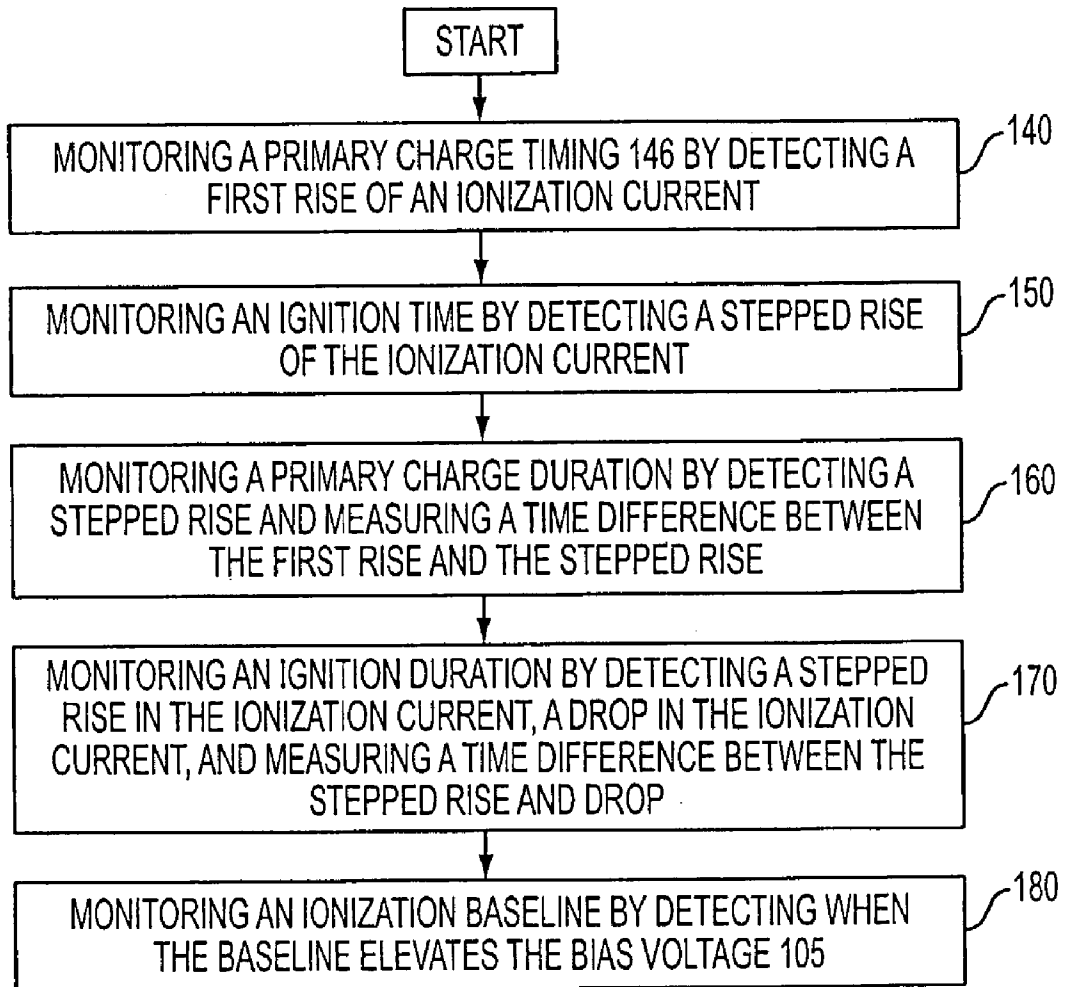 START
MONITORING A PRIMARY CHARGE TIMING 146 BY DETECTING A
FIRST RISE OF AN IONIZATION CURRENT
140
MONITORING AN IGNITION TIME BY DETECTING A STEPPED RISE
OF THE IONIZATION CURRENT
150
MONITORING A PRIMARY CHARGE DURATION BY DETECTING A
STEPPED RISE AND MEASURING A TIME DIFFERENCE BETWEEN
THE FIRST RISE AND THE STEPPED RISE
160
MONITORING AN IGNITION DURATION BY DETECTING A STEPPED
RISE IN THE IONIZATION CURRENT, A DROP IN THE IONIZATION
CURRENT, AND MEASURING A TIME DIFFERENCE BETWEEN THE
STEPPED RISE AND DROP
170
MONITORING AN IONIZATION BASELINE BY DETECTING WHEN
THE BASELINE ELEVATES THE BIAS VOLTAGE 105
180